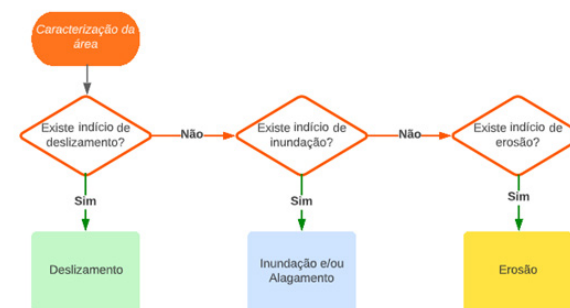 Caracterização da
área
Existe indício de
deslizamento?
Não
Existe indício de
inundação?
Não
Existe indício de
erosão?
Sim
Sim
Sim
Deslizamento
Inundação e/ou
Alagamento
Erosão